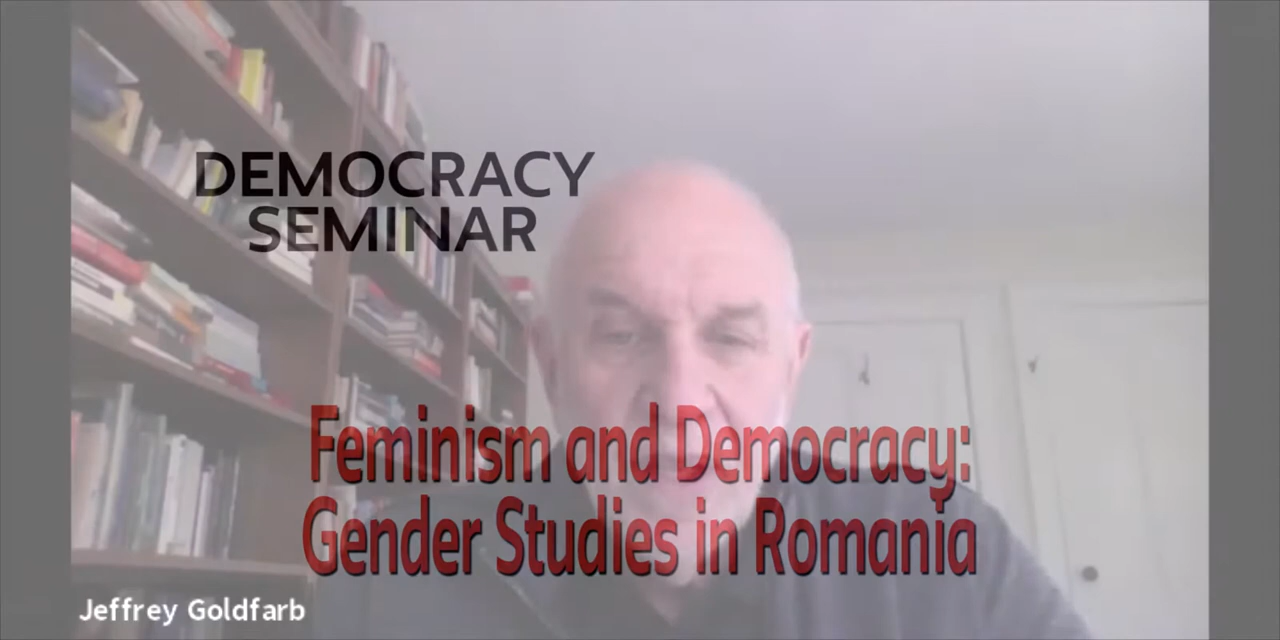 DEMOCRACY
SEMINAR
Feminism and Democracy:
Gender Studies in Romania
Jeffrey Goldfarb